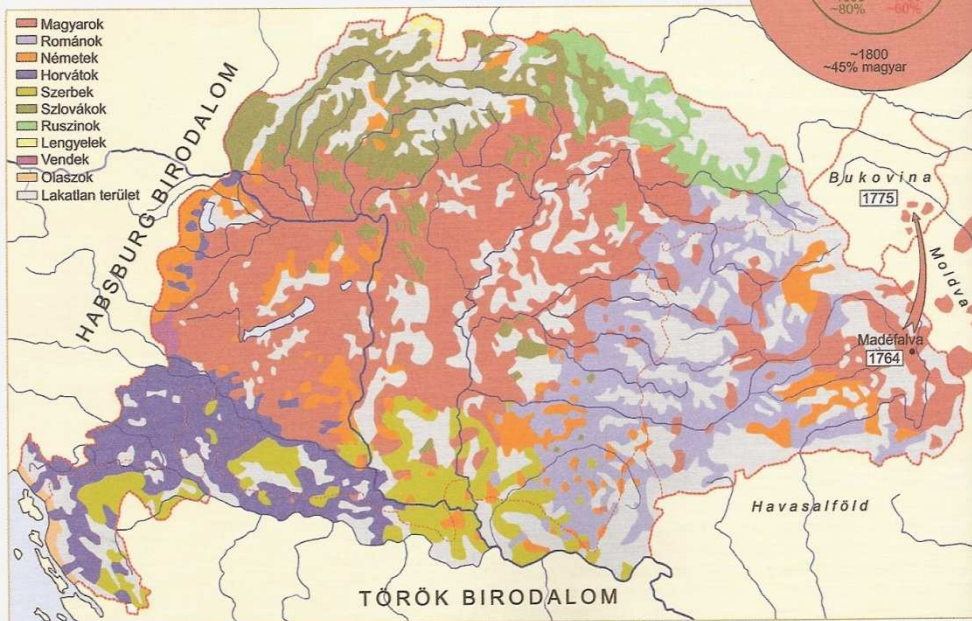 Magyarok
Románok
Németek
Horvátok
Szerbek
Szlovákok
Ruszinok
Lengyelek
Vendek
Olaszok
Lakatlan terület
~80%
~60%
~1800
~45% magyar
HABSBURG BIRODALOM
Bukovina
1775
Moldva
Madéfalva
1764
Havasalföld
TÖRÖK BIRODALOM